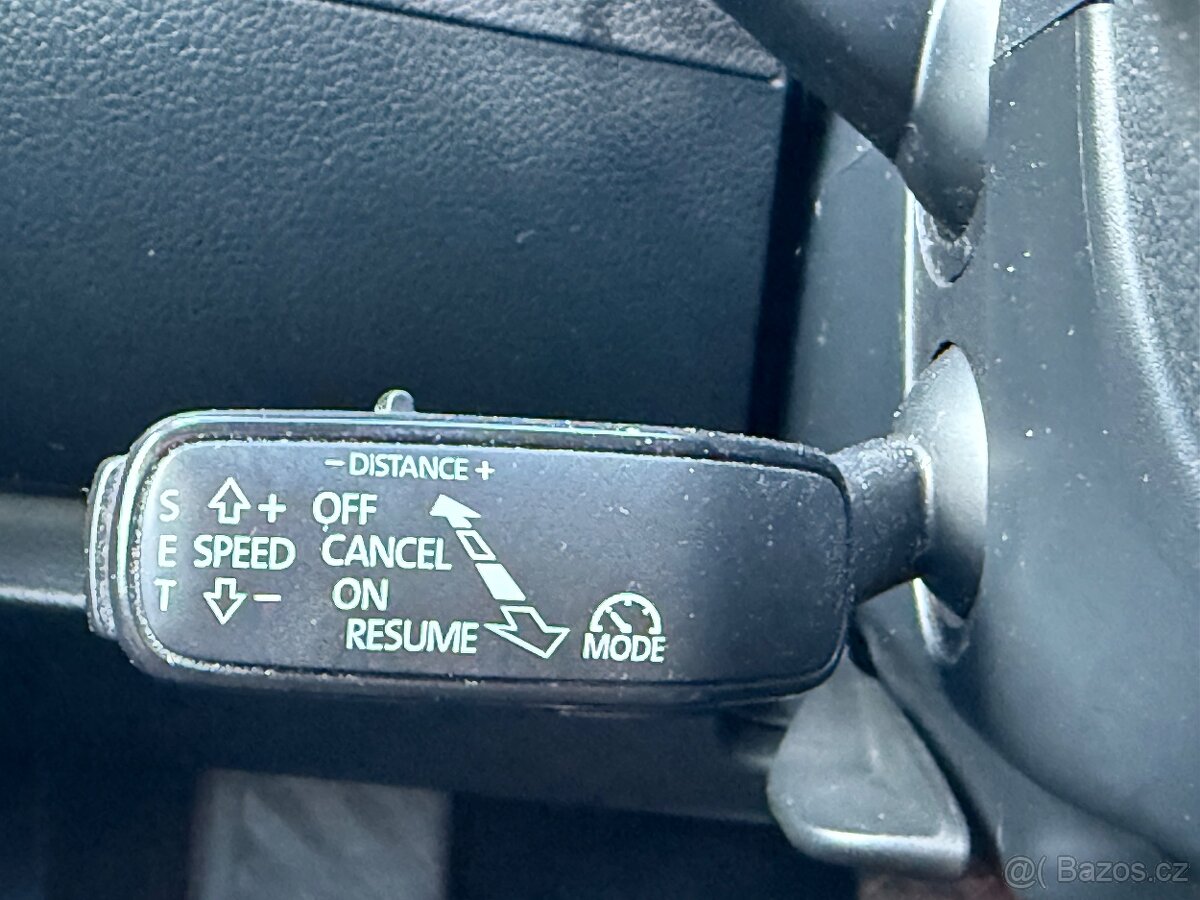 − DISTANCE +
S + OFF
E SPEED CANCEL
T − ON
RESUME MODE
@( Bazos.cz